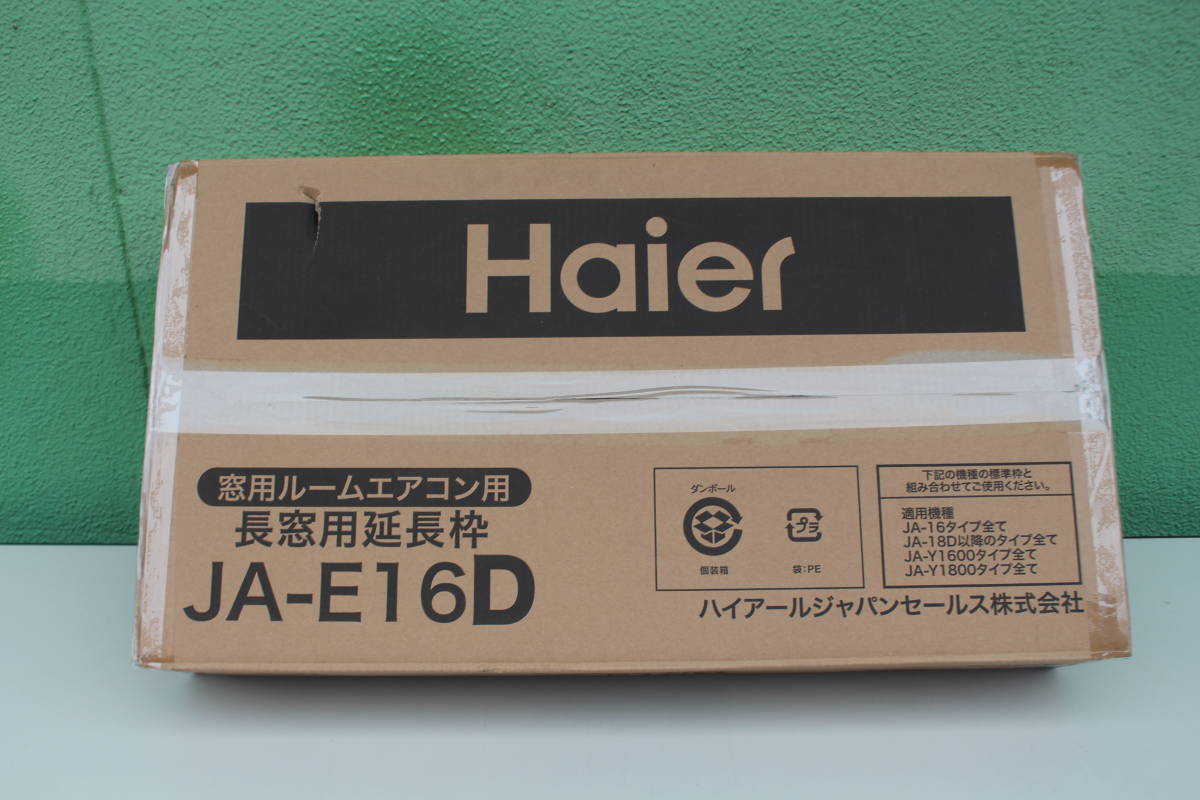 Haier
窓用ルームエアコン用
長窓用延長枠
JA-E16D
ダンボール
個装箱
プラ
袋:PE
下記の機種の標準枠と
組み合わせてご使用ください。
適用機種
JA-16タイプ全て
JA-18D以降のタイプ全て
JA-Y1600タイプ全て
JA-Y1800タイプ全て
ハイアールジャパンセールス株式会社